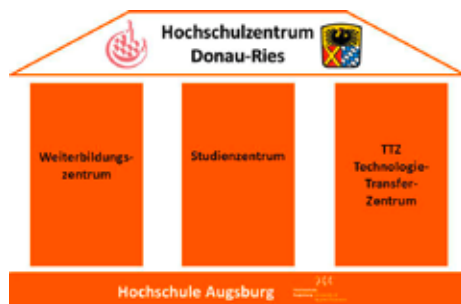 Hochschulzentrum
Donau-Ries
Weiterbildungs-
zentrum
Studienzentrum
TTZ
Technologie-
Transfer-
Zentrum
Hochschule Augsburg